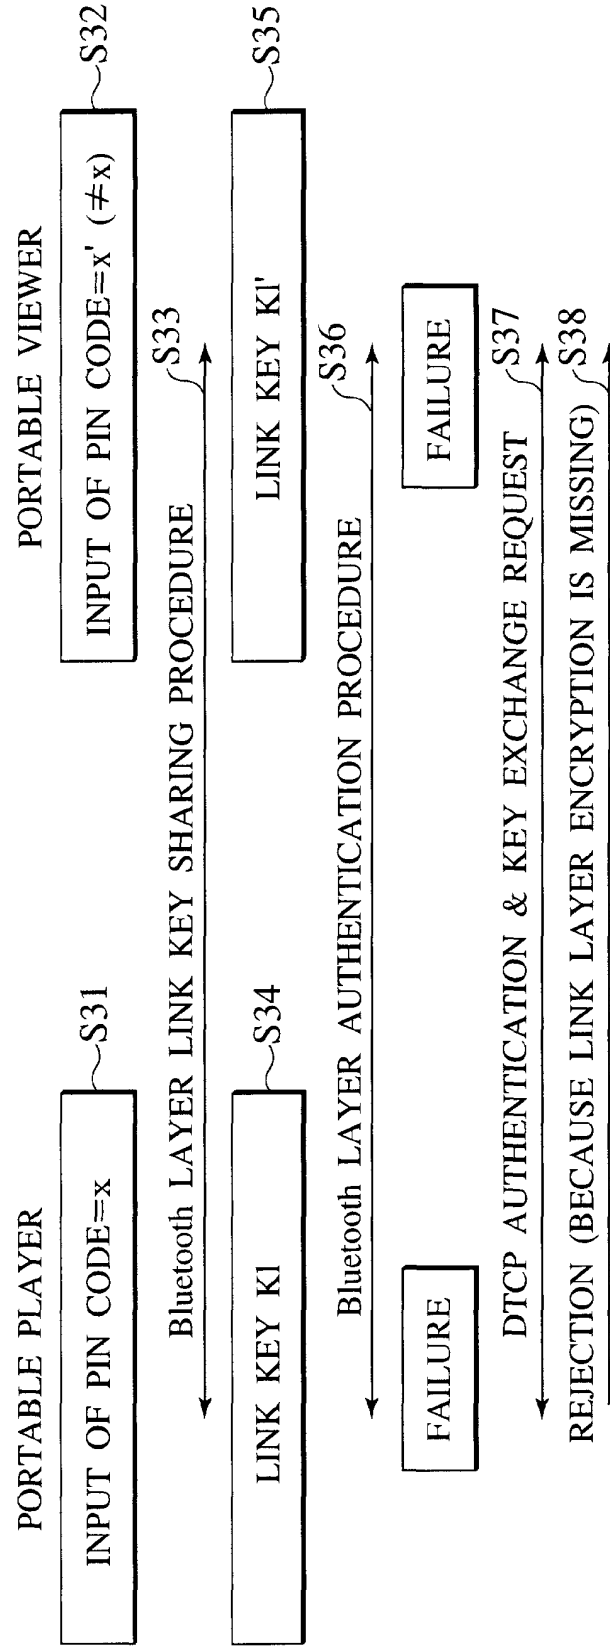 PORTABLE PLAYER
PORTABLE VIEWER
INPUT OF PIN CODE=x
S31
INPUT OF PIN CODE=x' (≠x)
S32
Bluetooth LAYER LINK KEY SHARING PROCEDURE
S33
LINK KEY Kl
S34
LINK KEY Kl'
S35
Bluetooth LAYER AUTHENTICATION PROCEDURE
S36
FAILURE
FAILURE
DTCP AUTHENTICATION & KEY EXCHANGE REQUEST
S37
REJECTION (BECAUSE LINK LAYER ENCRYPTION IS MISSING)
S38